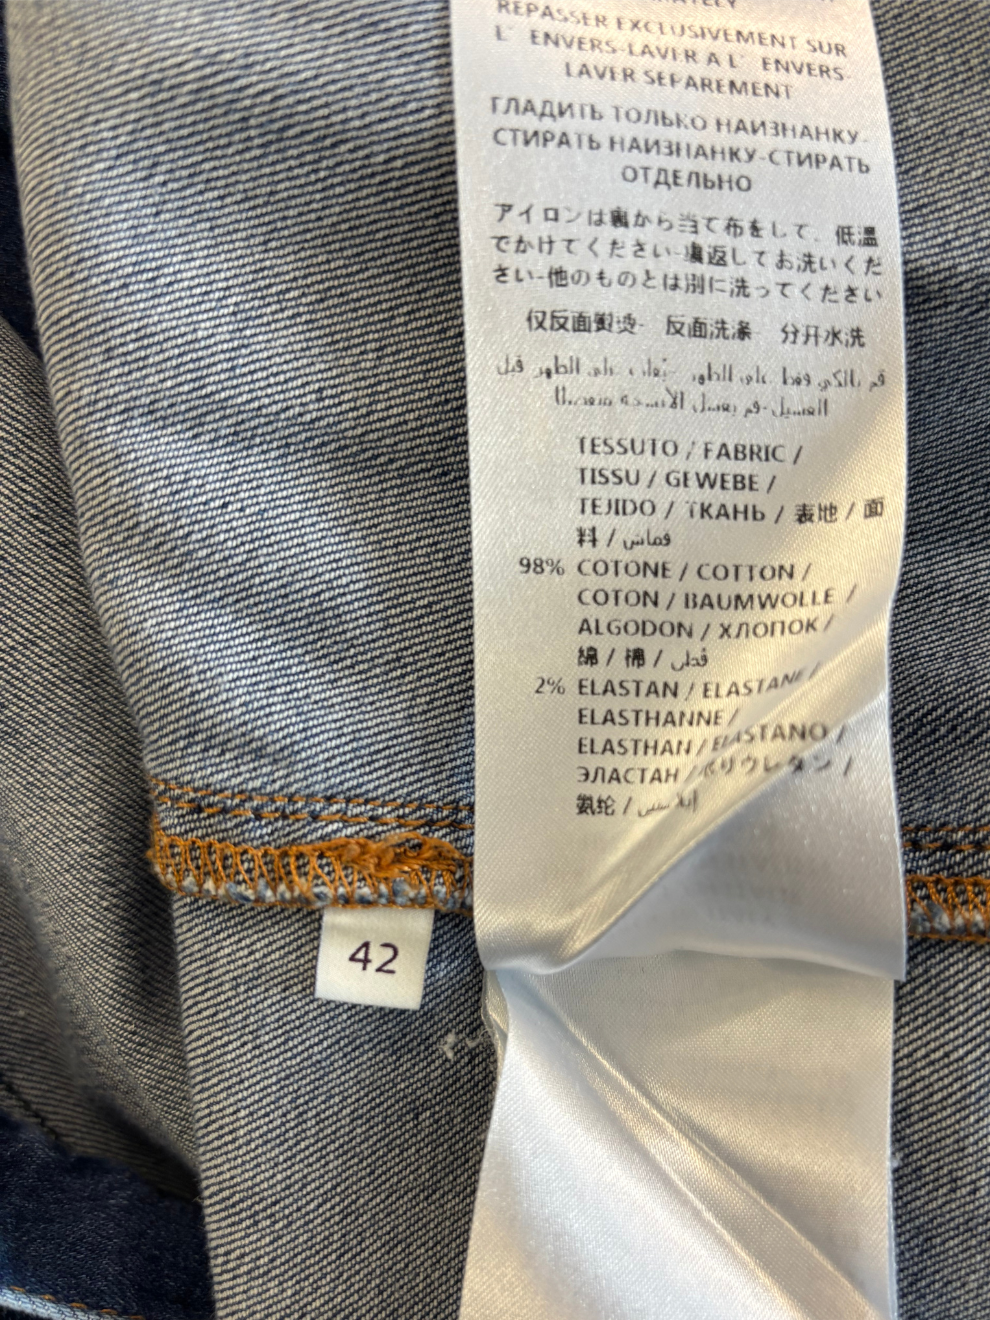 REPASSER EXCLUSIVEMENT SUR
L' ENVERS-LAVER A L' ENVERS-
LAVER SEPAREMENT
ГЛАДИТЬ ТОЛЬКО НАИЗНАНКУ-
СТИРАТЬ НАИЗНАНКУ-СТИРАТЬ
ОТДЕЛЬНО
アイロンは裏から当て布をして、低温
でかけてください-裏返してお洗いくだ
さい-他のものとは別に洗ってください
仅反面熨烫- 反面洗涤- 分开水洗
TESSUTO / FABRIC /
TISSU / GEWEBE /
TEJIDO / ТКАНЬ / 表地 / 面
料 / قماش
98% COTONE / COTTON /
COTON / BAUMWOLLE /
ALGODON / ХЛОПОК /
綿 / 棉 / قطن
2% ELASTAN / ELASTANE /
ELASTHANNE /
ELASTHAN / ELASTANO /
ЭЛАСТАН / ポリウレタン /
氨纶 /
42